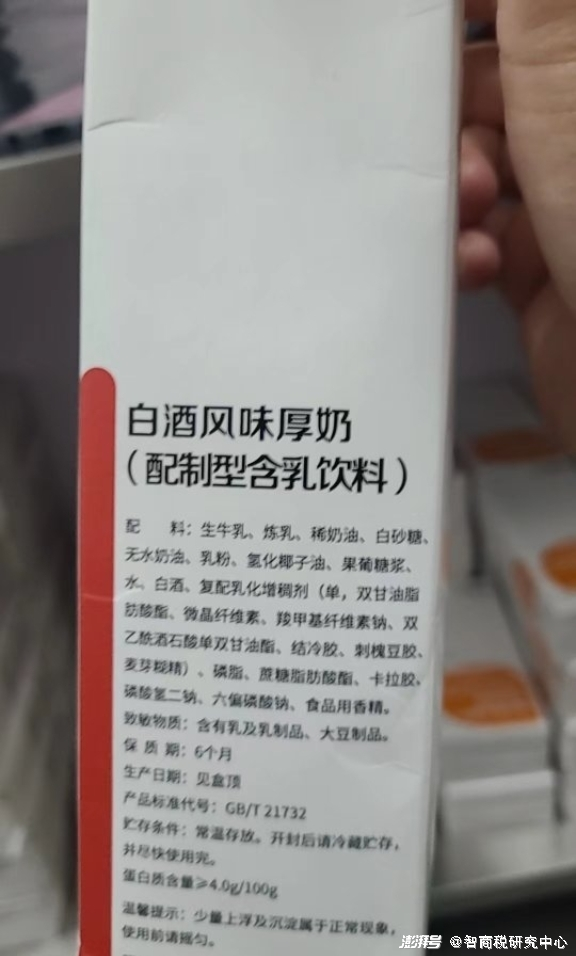 白酒风味厚奶
（配制型含乳饮料）
配 料：生牛乳、炼乳、稀奶油、白砂糖、
无水奶油、乳粉、氢化椰子油、果葡糖浆、
水、白酒、复配乳化增稠剂（单，双甘油脂
肪酸酯、微晶纤维素、羧甲基纤维素钠、双
乙酰酒石酸单双甘油酯、结冷胶、刺槐豆胶、
麦芽糊精）、磷脂、蔗糖脂肪酸酯、卡拉胶、
磷酸氢二钠、六偏磷酸钠、食品用香精。
致敏物质：含有乳及乳制品、大豆制品。
保 质 期：6个月
生产日期：见盒顶
产品标准代号：GB/T 21732
贮存条件：常温存放。开封后请冷藏贮存，
并尽快使用完。
蛋白质含量≥4.0g/100g
温馨提示：少量上浮及沉淀属于正常现象，
使用前请摇匀。
澎湃号 @智商税研究中心